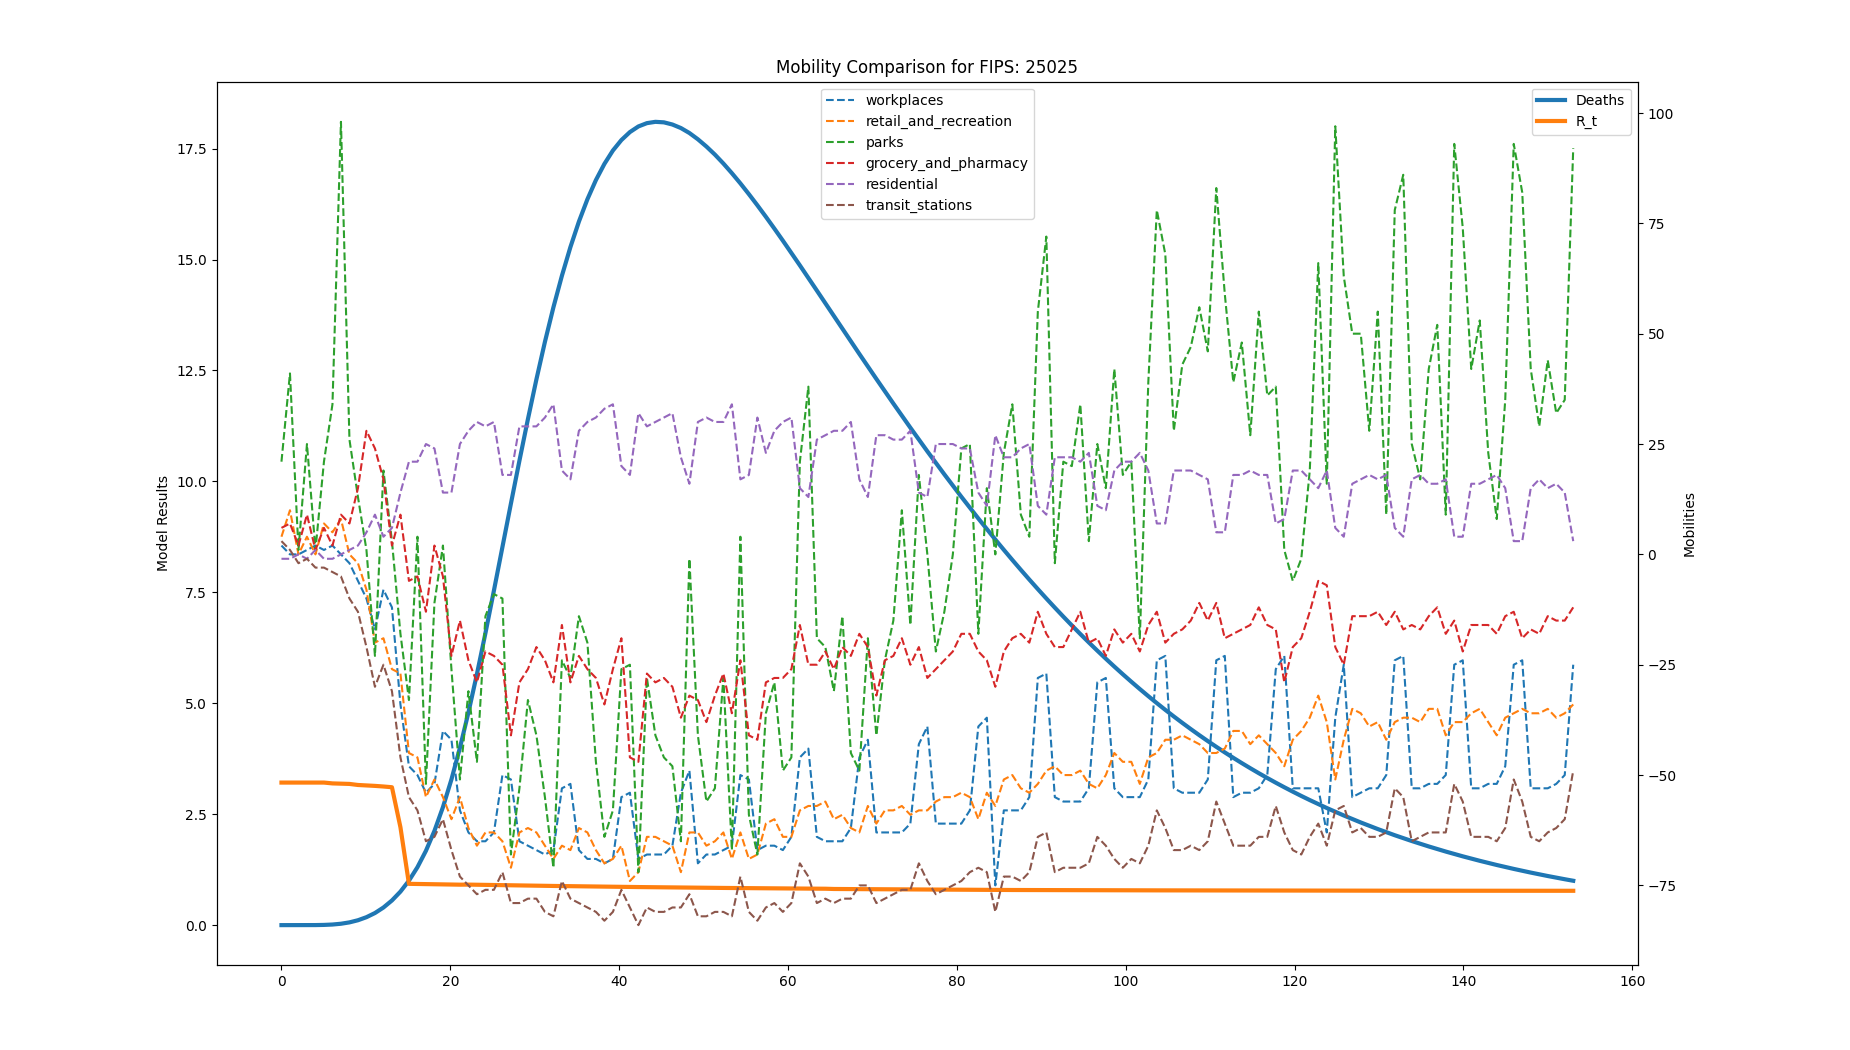 Mobility Comparison for FIPS: 25025
workplaces
retail_and_recreation
parks
grocery_and_pharmacy
residential
transit_stations
Deaths
R_t
Model Results
17.5
15.0
12.5
10.0
7.5
5.0
2.5
0.0
100
75
50
25
0
−25
−50
−75
Mobilities
0 20 40 60 80 100 120 140 160